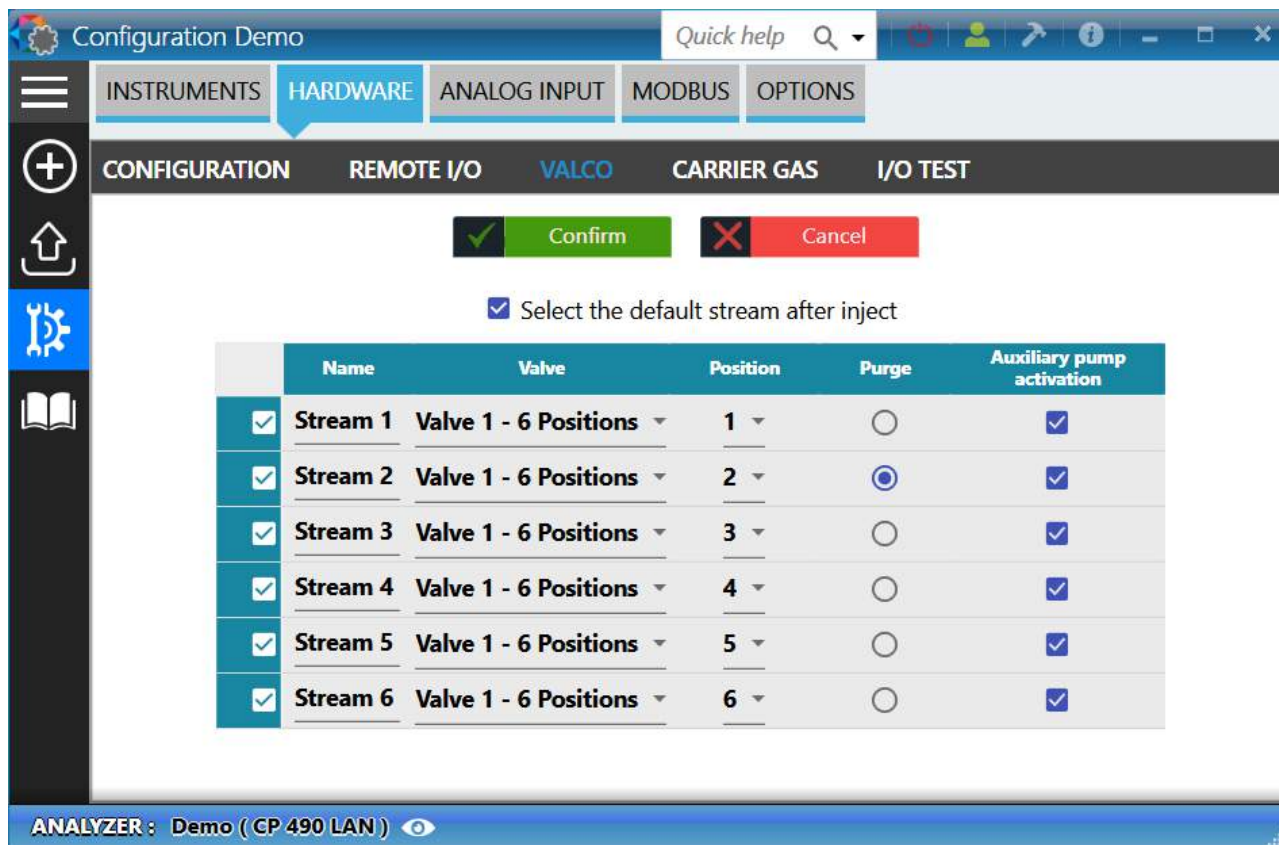 Configuration Demo Quick help
INSTRUMENTS HARDWARE ANALOG INPUT MODBUS OPTIONS
CONFIGURATION REMOTE I/O VALCO CARRIER GAS I/O TEST
Confirm Cancel
Select the default stream after inject
Name Valve Position Purge Auxiliary pump activation
Stream 1 Valve 1 - 6 Positions 1
Stream 2 Valve 1 - 6 Positions 2
Stream 3 Valve 1 - 6 Positions 3
Stream 4 Valve 1 - 6 Positions 4
Stream 5 Valve 1 - 6 Positions 5
Stream 6 Valve 1 - 6 Positions 6
ANALYZER : Demo ( CP 490 LAN )